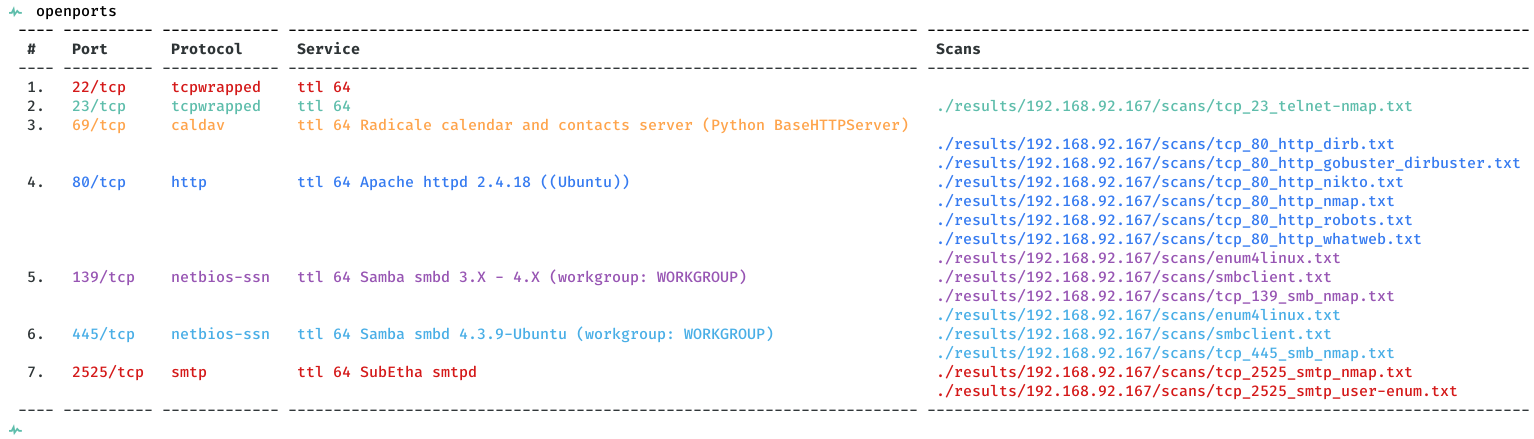 openports
---- ---------- ------------- ---------------------------------------------------------------------- -------------------------------------------------------------------
# Port Protocol Service Scans
---- ---------- ------------- ---------------------------------------------------------------------- -------------------------------------------------------------------
1. 22/tcp tcpwrapped ttl 64
2. 23/tcp tcpwrapped ttl 64 ./results/192.168.92.167/scans/tcp_23_telnet-nmap.txt
3. 69/tcp caldav ttl 64 Radicale calendar and contacts server (Python BaseHTTPServer)
./results/192.168.92.167/scans/tcp_80_http_dirb.txt
./results/192.168.92.167/scans/tcp_80_http_gobuster_dirbuster.txt
4. 80/tcp http ttl 64 Apache httpd 2.4.18 ((Ubuntu)) ./results/192.168.92.167/scans/tcp_80_http_nikto.txt
./results/192.168.92.167/scans/tcp_80_http_nmap.txt
./results/192.168.92.167/scans/tcp_80_http_robots.txt
./results/192.168.92.167/scans/tcp_80_http_whatweb.txt
./results/192.168.92.167/scans/enum4linux.txt
5. 139/tcp netbios-ssn ttl 64 Samba smbd 3.X - 4.X (workgroup: WORKGROUP) ./results/192.168.92.167/scans/smbclient.txt
./results/192.168.92.167/scans/tcp_139_smb_nmap.txt
./results/192.168.92.167/scans/enum4linux.txt
6. 445/tcp netbios-ssn ttl 64 Samba smbd 4.3.9-Ubuntu (workgroup: WORKGROUP) ./results/192.168.92.167/scans/smbclient.txt
./results/192.168.92.167/scans/tcp_445_smb_nmap.txt
7. 2525/tcp smtp ttl 64 SubEtha smtpd ./results/192.168.92.167/scans/tcp_2525_smtp_nmap.txt
./results/192.168.92.167/scans/tcp_2525_smtp_user-enum.txt
---- ---------- ------------- ---------------------------------------------------------------------- -------------------------------------------------------------------